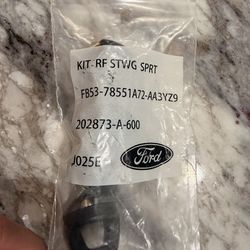 KIT-RF STWG SPRT
FB53-78551A72-AA3YZ9
202873-A-600
J025E
Ford